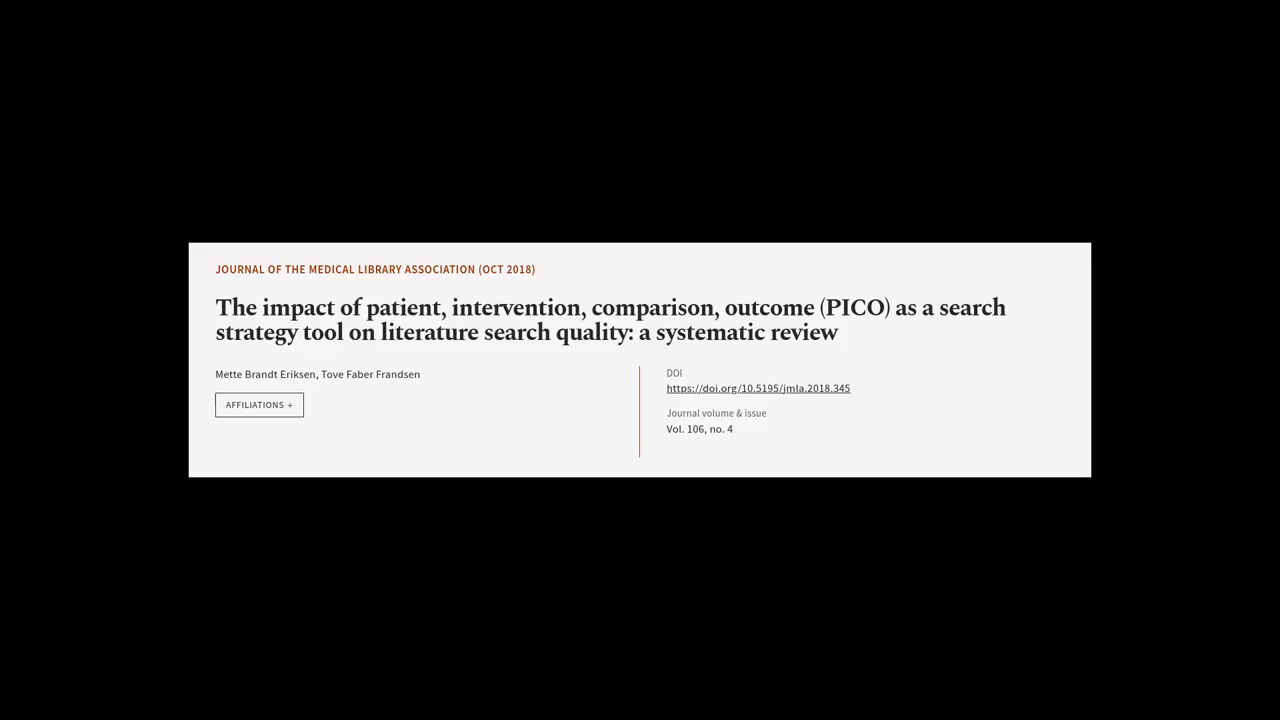 JOURNAL OF THE MEDICAL LIBRARY ASSOCIATION (OCT 2018)
The impact of patient, intervention, comparison, outcome (PICO) as a search
strategy tool on literature search quality: a systematic review
Mette Brandt Eriksen, Tove Faber Frandsen
AFFILIATIONS +
DOI
https://doi.org/10.5195/jmla.2018.345
Journal volume & issue
Vol. 106, no. 4